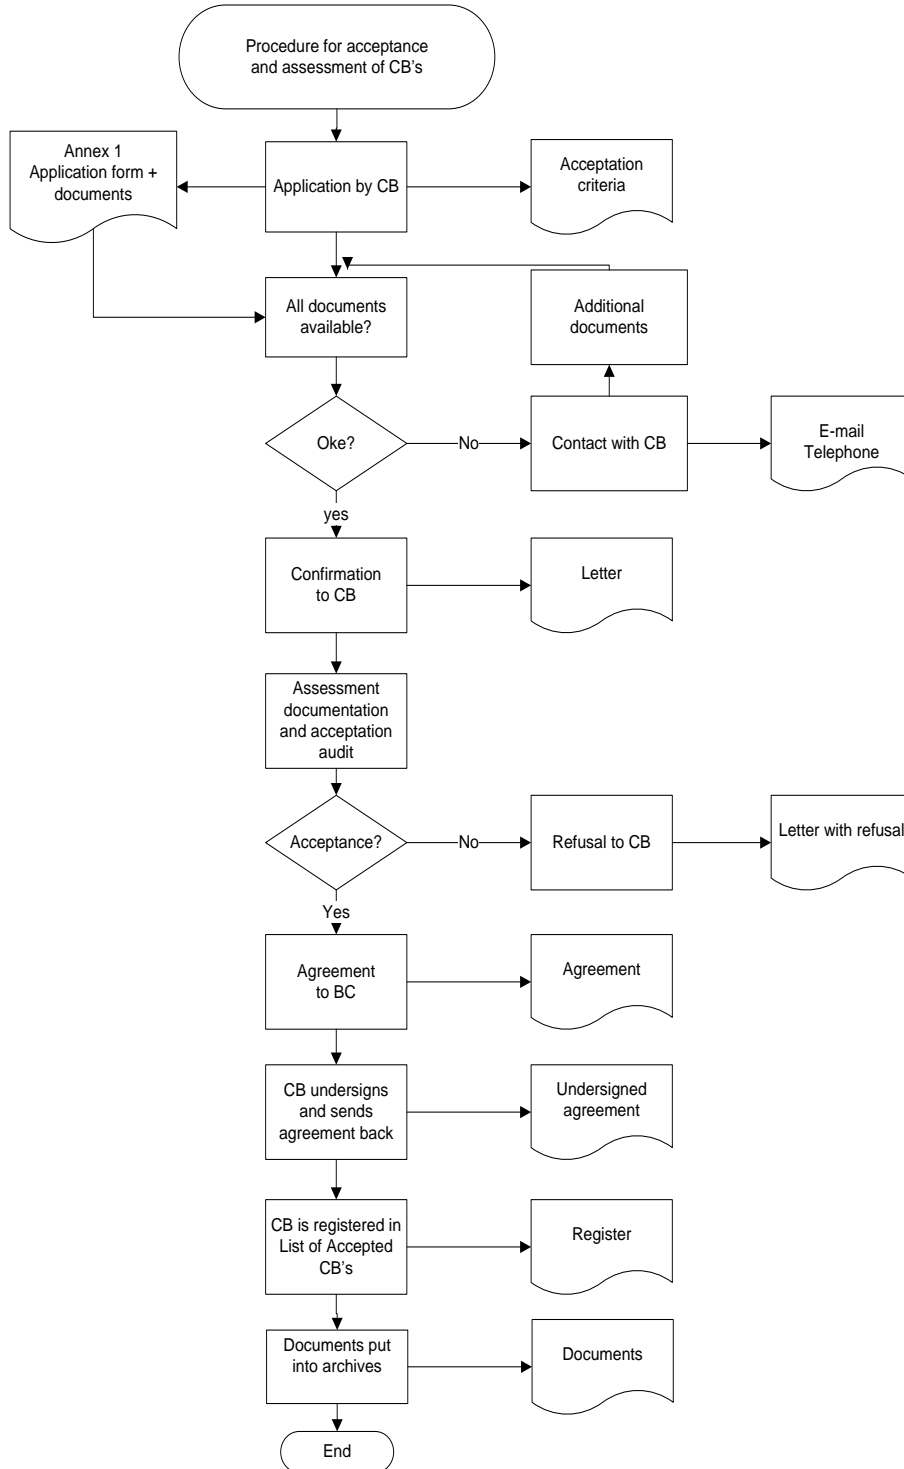 Procedure for acceptance
and assessment of CB's
Annex 1
Application form +
documents
Application by CB
Acceptation
criteria
All documents
available?
Additional
documents
Oke?
No
Contact with CB
E-mail
Telephone
yes
Confirmation
to CB
Letter
Assessment
documentation
and acceptation
audit
Acceptance?
No
Refusal to CB
Letter with refusal
Yes
Agreement
to BC
Agreement
CB undersigns
and sends
agreement back
Undersigned
agreement
CB is registered in
List of Accepted
CB's
Register
Documents put
into archives
Documents
End